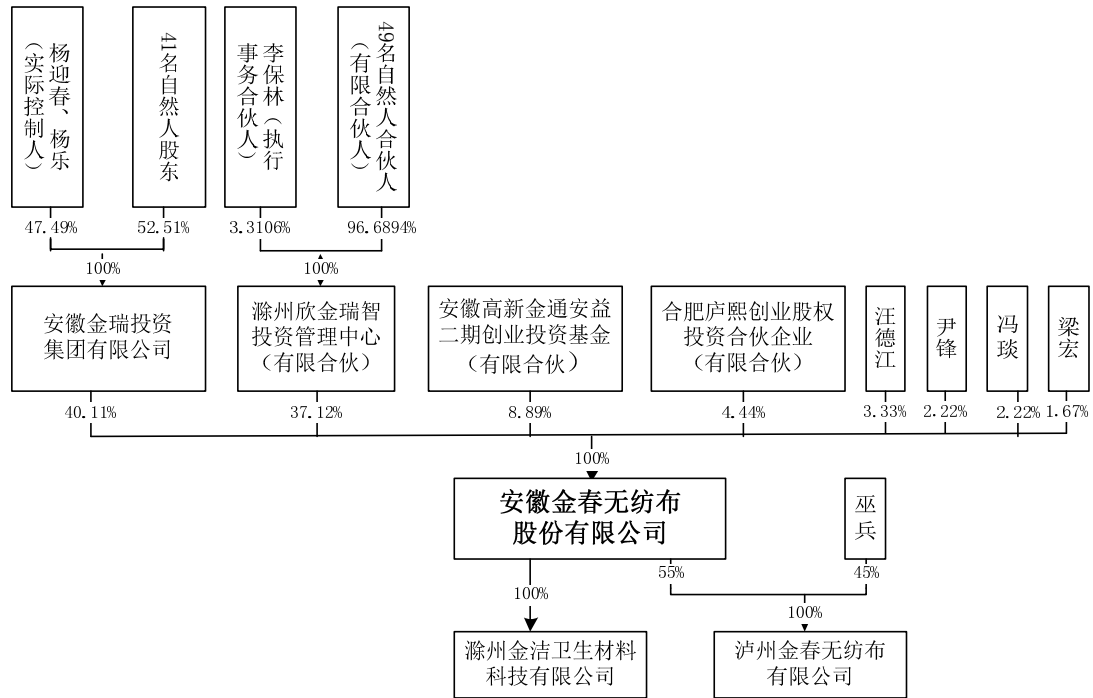 杨迎春、杨乐
（实际控制人）
41名自然人股东
李保林（执行
事务合伙人）
49名自然人合伙人
（有限合伙人）
47.49%
52.51%
3.3106%
96.6894%
100%
100%
安徽金瑞投资
集团有限公司
滁州欣金瑞智
投资管理中心
（有限合伙）
安徽高新金通安益
二期创业投资基金
（有限合伙）
合肥庐熙创业股权
投资合伙企业
（有限合伙）
汪德江
尹锋
冯琰
梁宏
40.11%
37.12%
8.89%
4.44%
3.33%
2.22%
2.22%
1.67%
100%
安徽金春无纺布
股份有限公司
巫兵
55%
45%
100%
100%
滁州金洁卫生材料
科技有限公司
泸州金春无纺布
有限公司